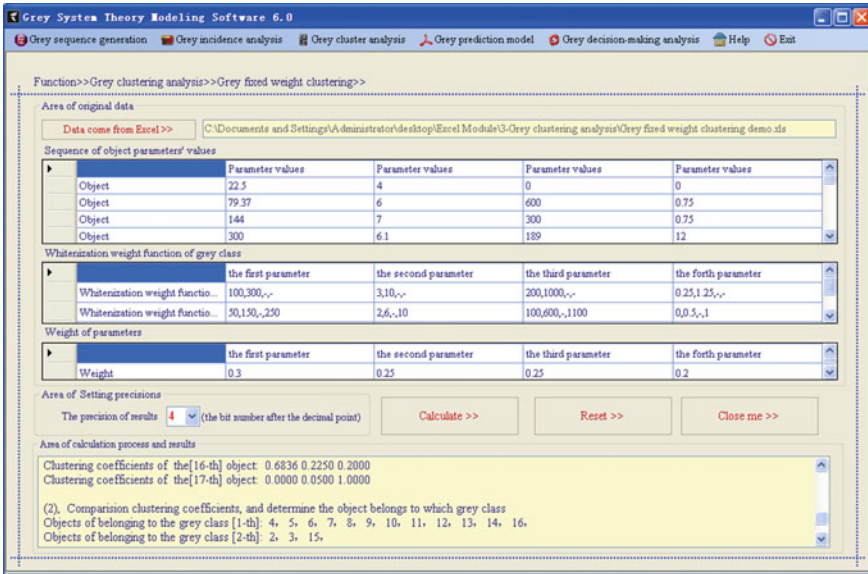 Grey System Theory Modeling Software 6.0
Grey sequence generation Grey incidence analysis Grey cluster analysis Grey prediction model Grey decision-making analysis Help Exit
Function>>Grey clustering analysis>>Grey fixed weight clustering>>
Area of original data
Data come from Excel >> C:\Documents and Settings\Administrator\desktop\Excel Module\3-Grey clustering analysis\Grey fixed weight clustering demo.xls
Sequence of object parameters' values
Parameter values Parameter values Parameter values Parameter values
Object 22.5 4 0 0
Object 79.37 6 600 0.75
Object 144 7 300 0.75
Object 300 6.1 189 12
Whitenization weight function of grey class
the first parameter the second parameter the third parameter the forth parameter
Whitenization weight functio... 100,300,-,- 3,10,-,- 200,1000,-,- 0.25,1.25,-,-
Whitenization weight functio... 50,150,-,250 2,6,-,10 100,600,-,1100 0,0.5,-,1
Weight of parameters
the first parameter the second parameter the third parameter the forth parameter
Weight 0.3 0.25 0.25 0.2
Area of Setting precisions
The precision of results 4 (the bit number after the decimal point) Calculate >> Reset >> Close me >>
Area of calculation process and results
Clustering coefficients of the[16-th] object: 0.6836 0.2250 0.2000
Clustering coefficients of the[17-th] object: 0.0000 0.0500 1.0000
(2), Comparision clustering coefficients, and determine the object belongs to which grey class
Objects of belonging to the grey class [1-th]: 4, 5, 6, 7, 8, 9, 10, 11, 12, 13, 14, 16,
Objects of belonging to the grey class [2-th]: 2, 3, 15,